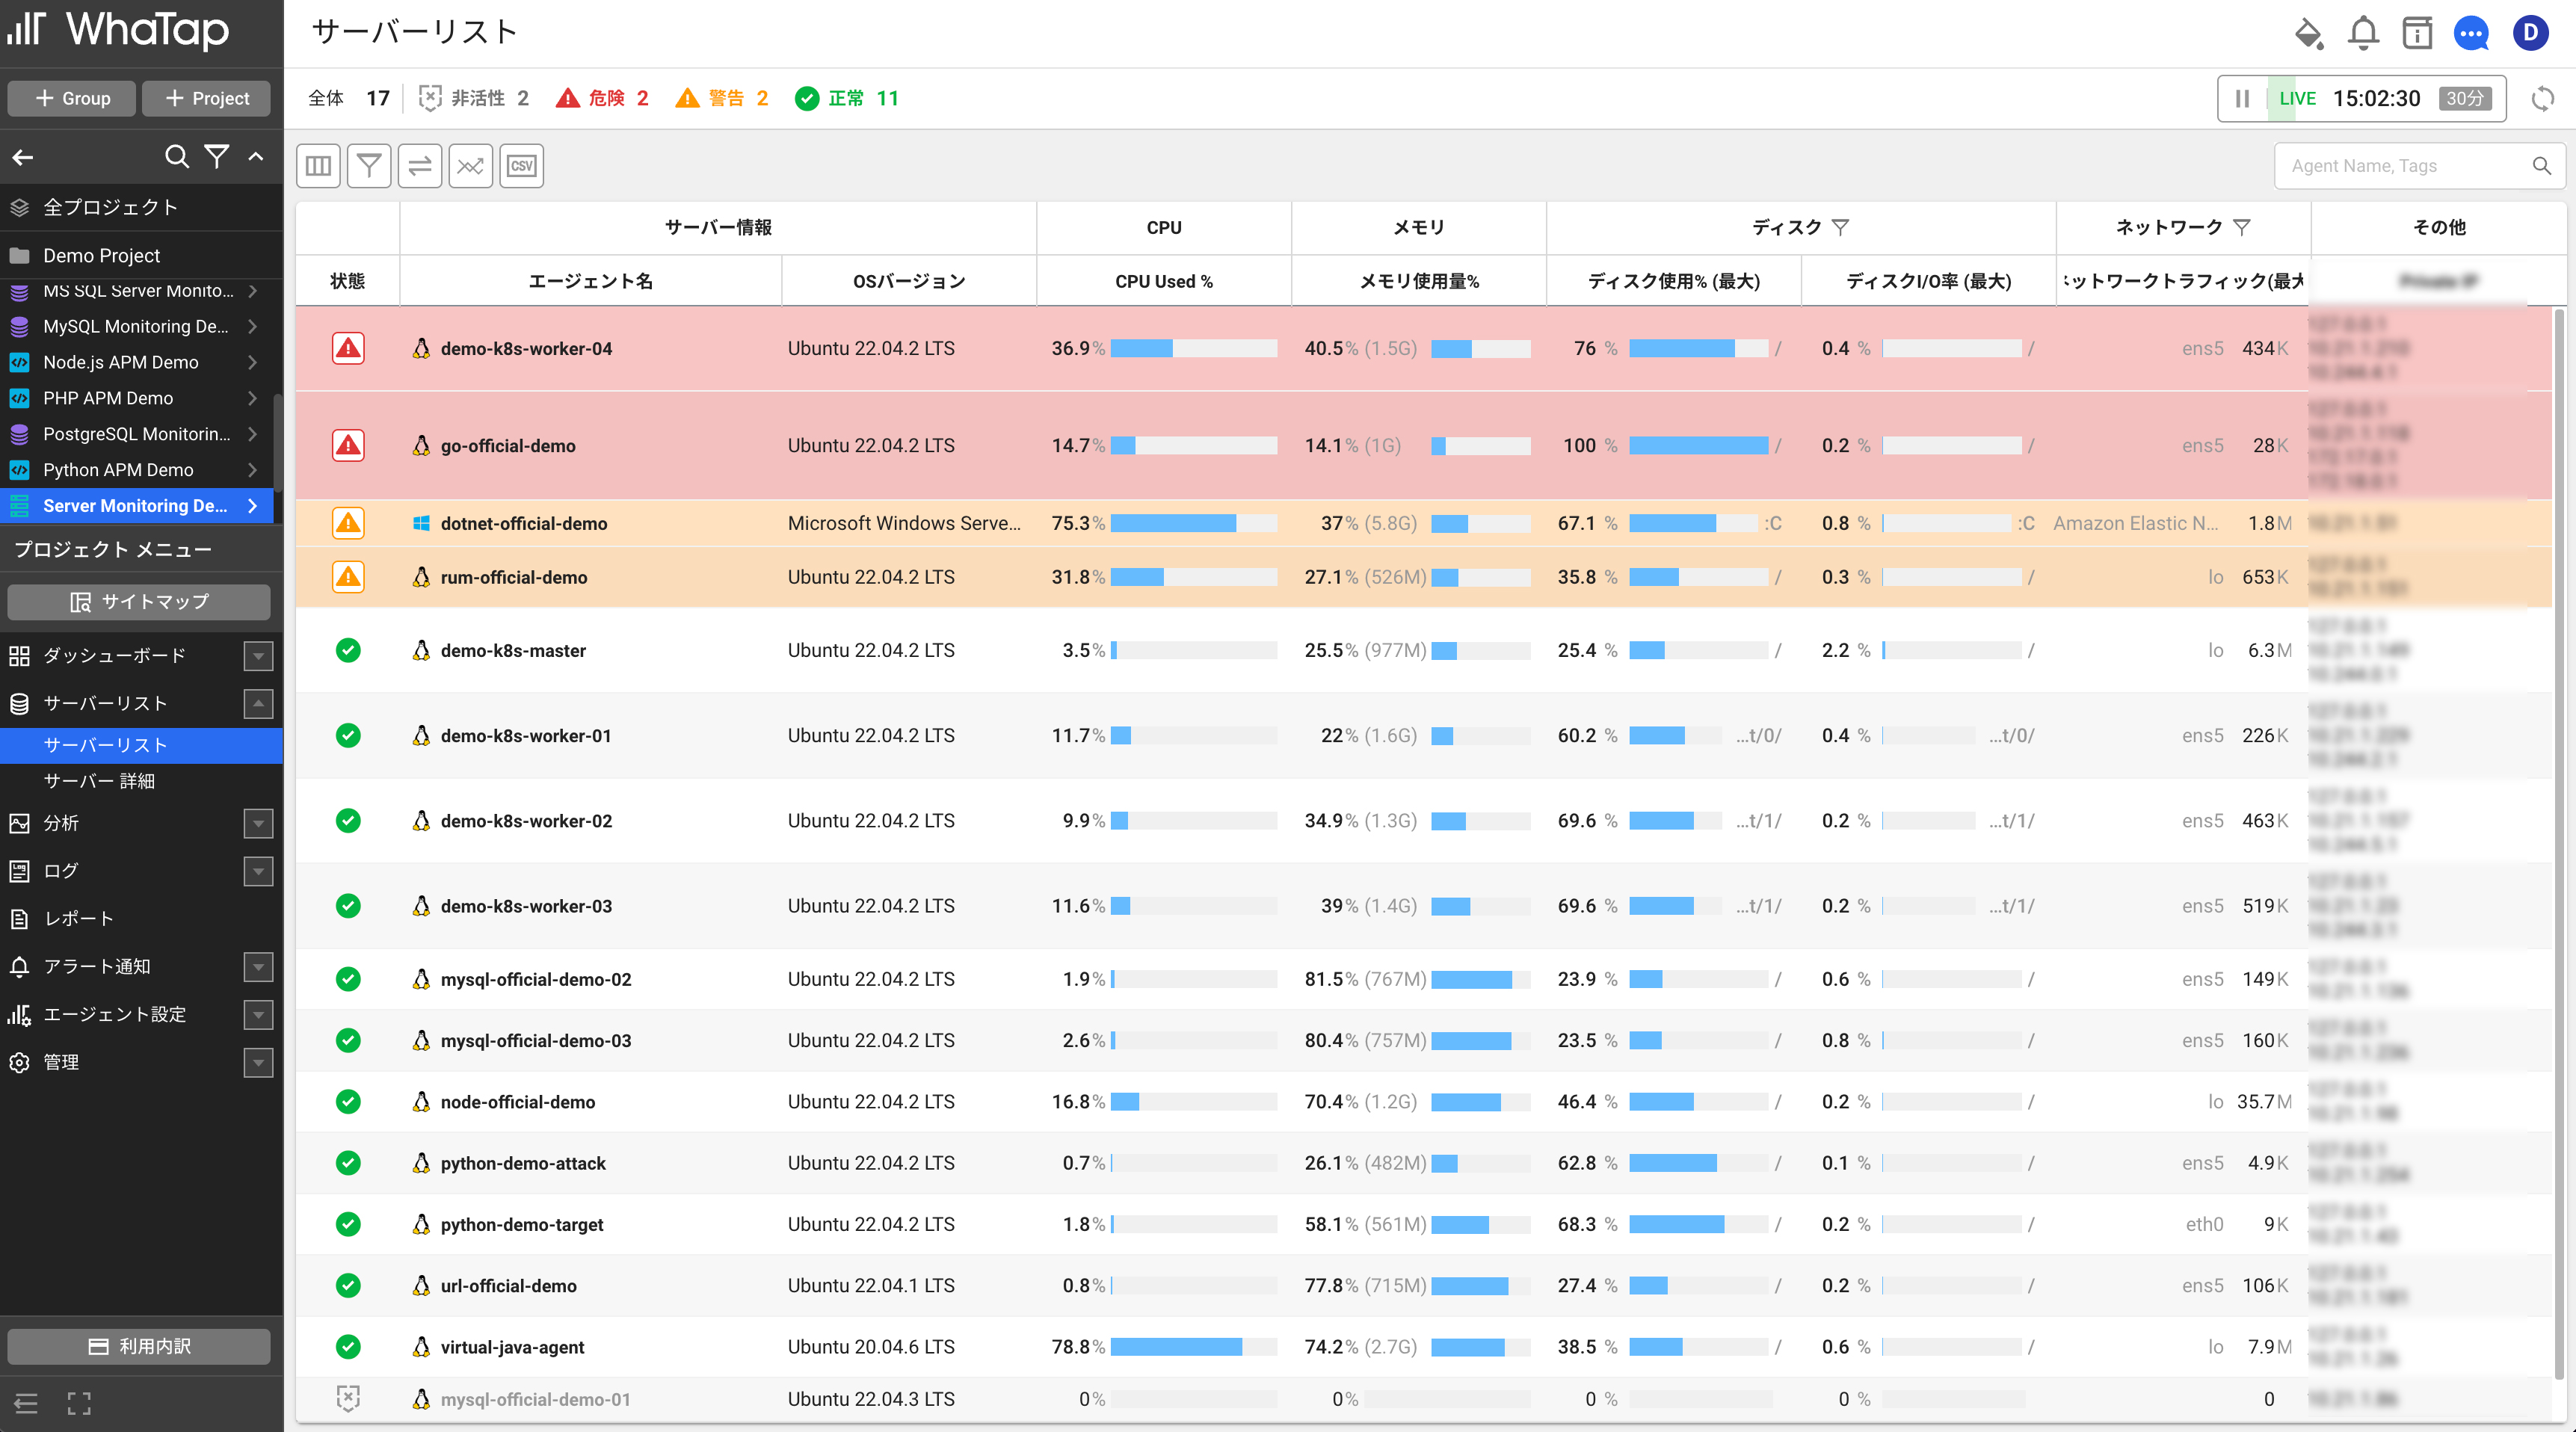 WhaTap
サーバーリスト
D
+ Group
+ Project
全体 17 非活性 2 危険 2 警告 2 正常 11
LIVE 15:02:30 30分
CSV
Agent Name, Tags
全プロジェクト
Demo Project
MS SQL Server Monito...
MySQL Monitoring De...
Node.js APM Demo
PHP APM Demo
PostgreSQL Monitorin...
Python APM Demo
Server Monitoring De...
プロジェクト メニュー
サイトマップ
ダッシューボード
サーバーリスト
サーバーリスト
サーバー 詳細
分析
Log ログ
レポート
アラート通知
エージェント設定
管理
利用内訳
サーバー情報 CPU メモリ ディスク ネットワーク その他
状態 エージェント名 OSバージョン CPU Used % メモリ使用量% ディスク使用% (最大) ディスクI/O率 (最大) ットワークトラフィック(最大
demo-k8s-worker-04 Ubuntu 22.04.2 LTS 36.9% 40.5% (1.5G) 76 % / 0.4 % / ens5 434K
go-official-demo Ubuntu 22.04.2 LTS 14.7% 14.1% (1G) 100 % / 0.2 % / ens5 28K
dotnet-official-demo Microsoft Windows Serve... 75.3% 37% (5.8G) 67.1 % :C 0.8 % :C Amazon Elastic N... 1.8M
rum-official-demo Ubuntu 22.04.2 LTS 31.8% 27.1% (526M) 35.8 % / 0.3 % / lo 653K
demo-k8s-master Ubuntu 22.04.2 LTS 3.5% 25.5% (977M) 25.4 % / 2.2 % / lo 6.3M
demo-k8s-worker-01 Ubuntu 22.04.2 LTS 11.7% 22% (1.6G) 60.2 % ...t/0/ 0.4 % ...t/0/ ens5 226K
demo-k8s-worker-02 Ubuntu 22.04.2 LTS 9.9% 34.9% (1.3G) 69.6 % ...t/1/ 0.2 % ...t/1/ ens5 463K
demo-k8s-worker-03 Ubuntu 22.04.2 LTS 11.6% 39% (1.4G) 69.6 % ...t/1/ 0.2 % ...t/1/ ens5 519K
mysql-official-demo-02 Ubuntu 22.04.2 LTS 1.9% 81.5% (767M) 23.9 % / 0.6 % / ens5 149K
mysql-official-demo-03 Ubuntu 22.04.2 LTS 2.6% 80.4% (757M) 23.5 % / 0.8 % / ens5 160K
node-official-demo Ubuntu 22.04.2 LTS 16.8% 70.4% (1.2G) 46.4 % / 0.2 % / lo 35.7M
python-demo-attack Ubuntu 22.04.2 LTS 0.7% 26.1% (482M) 62.8 % / 0.1 % / ens5 4.9K
python-demo-target Ubuntu 22.04.2 LTS 1.8% 58.1% (561M) 68.3 % / 0.2 % / eth0 9K
url-official-demo Ubuntu 22.04.1 LTS 0.8% 77.8% (715M) 27.4 % / 0.2 % / ens5 106K
virtual-java-agent Ubuntu 20.04.6 LTS 78.8% 74.2% (2.7G) 38.5 % / 0.6 % / lo 7.9M
mysql-official-demo-01 Ubuntu 22.04.3 LTS 0% 0% 0 % 0 % 0